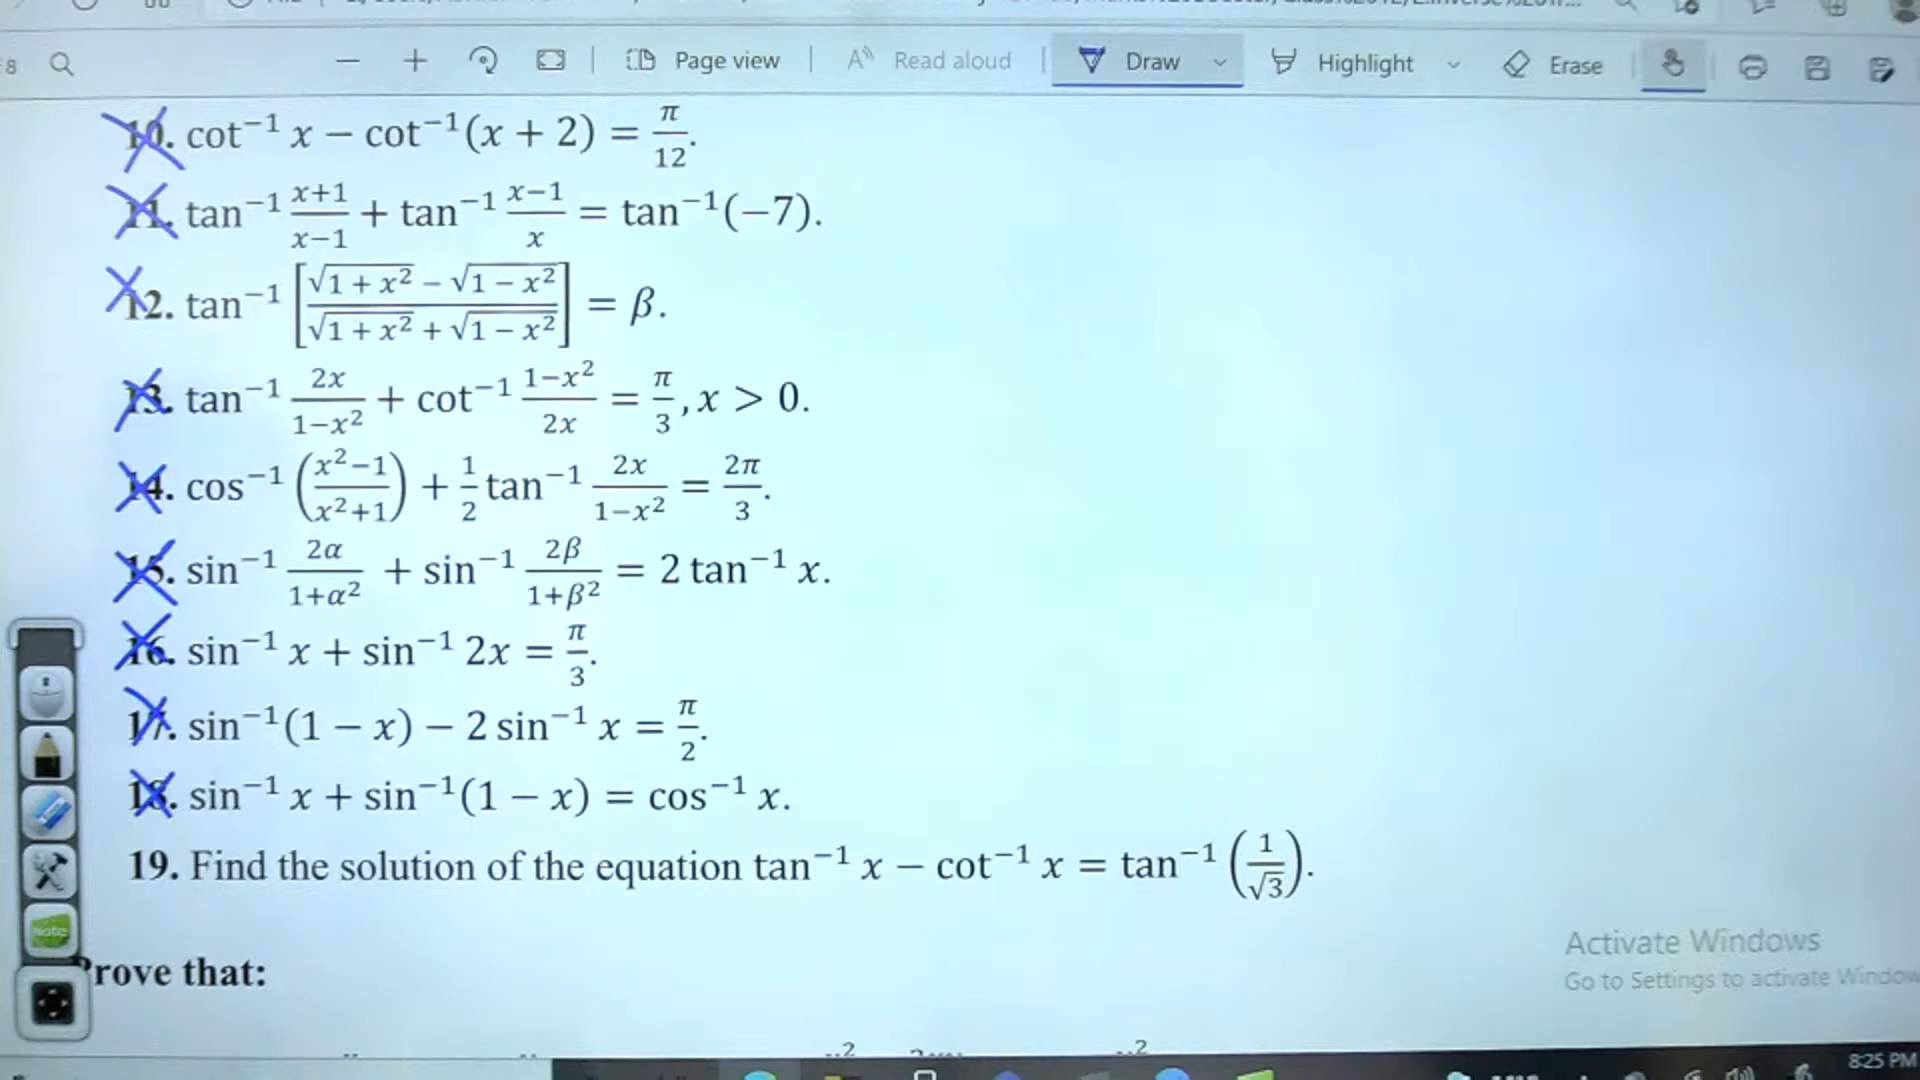 8 Page view Read aloud Draw Highlight Erase
10. cot⁻¹ x − cot⁻¹(x + 2) = π/12.
11. tan⁻¹ (x+1)/(x−1) + tan⁻¹ (x−1)/x = tan⁻¹(−7).
12. tan⁻¹ [(√(1 + x²) − √(1 − x²))/(√(1 + x²) + √(1 − x²))] = β.
13. tan⁻¹ 2x/(1−x²) + cot⁻¹ (1−x²)/2x = π/3, x > 0.
14. cos⁻¹ ((x²−1)/(x²+1)) + 1/2 tan⁻¹ 2x/(1−x²) = 2π/3.
15. sin⁻¹ 2α/(1+α²) + sin⁻¹ 2β/(1+β²) = 2 tan⁻¹ x.
16. sin⁻¹ x + sin⁻¹ 2x = π/3.
17. sin⁻¹(1 − x) − 2 sin⁻¹ x = π/2.
18. sin⁻¹ x + sin⁻¹(1 − x) = cos⁻¹ x.
19. Find the solution of the equation tan⁻¹ x − cot⁻¹ x = tan⁻¹ (1/√3).
Note
Activate Windows
Prove that:
Go to Settings to activate Window
8:25 PM